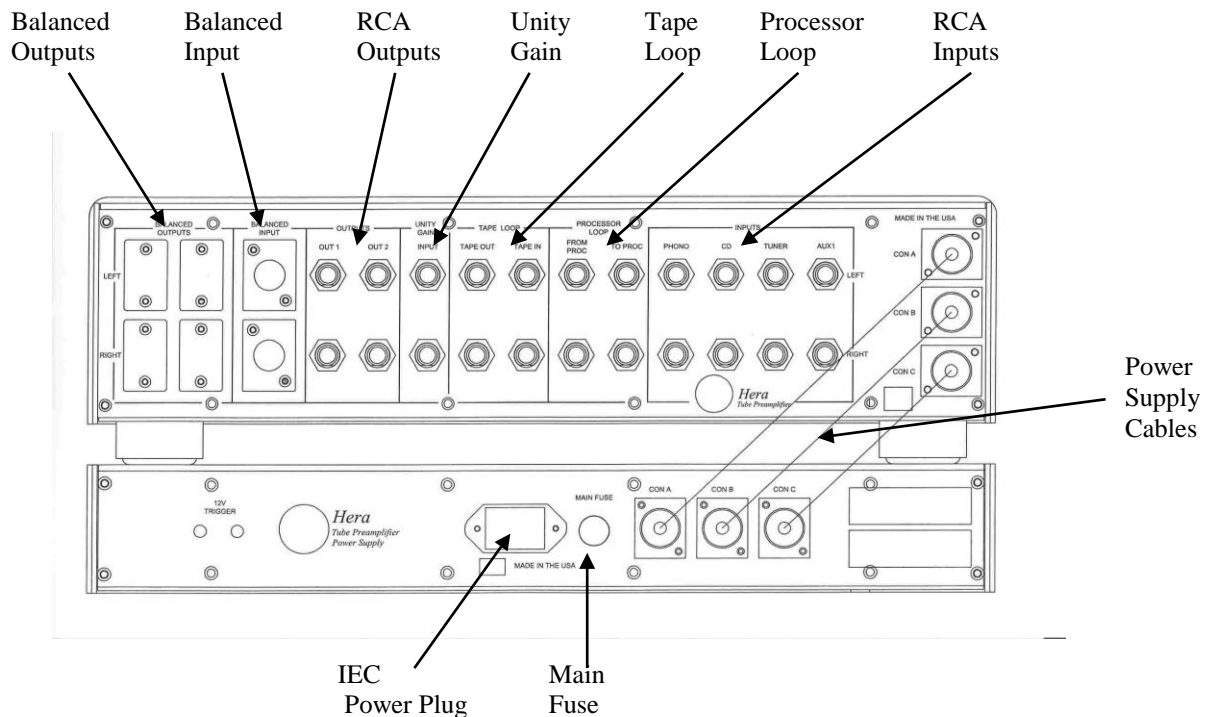 Balanced
Outputs
Balanced
Input
RCA
Outputs
Unity
Gain
Tape
Loop
Processor
Loop
RCA
Inputs
BALANCED
OUTPUTS
BALANCED
INPUT
OUTPUTS
UNITY
GAIN
TAPE LOOP
PROCESSOR
LOOP
INPUTS
MADE IN THE USA
OUT 1
OUT 2
INPUT
TAPE OUT
TAPE IN
FROM
PROC
TO PROC
PHONO
CD
TUNER
AUX1
CON A
LEFT
LEFT
CON B
RIGHT
RIGHT
CON C
Hera
Tube Preamplifier
Power
Supply
Cables
12V
TRIGGER
Hera
Tube Preamplifier
Power Supply
MAIN FUSE
CON A
CON B
CON C
MADE IN THE USA
IEC
Power Plug
Main
Fuse